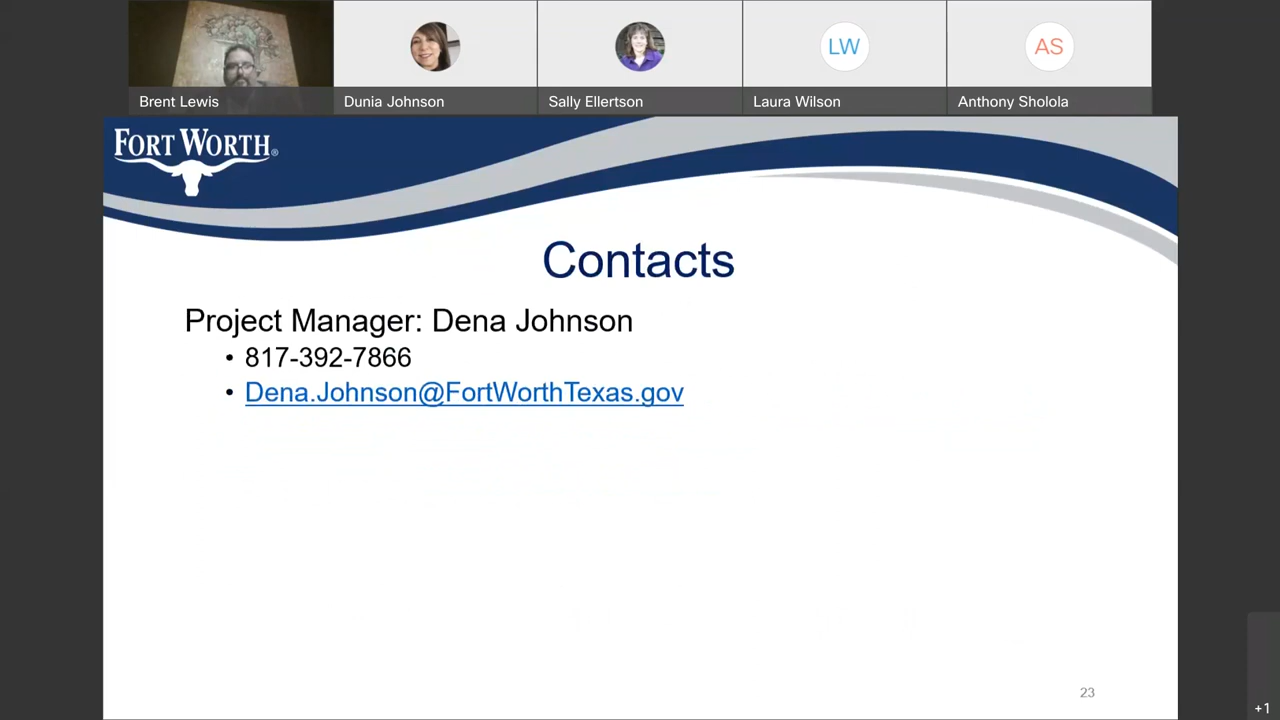 Brent Lewis
Dunia Johnson
Sally Ellertson
LW
Laura Wilson
AS
Anthony Sholola
FORT WORTH®
Contacts
Project Manager: Dena Johnson
• 817-392-7866
• Dena.Johnson@FortWorthTexas.gov
23
+1